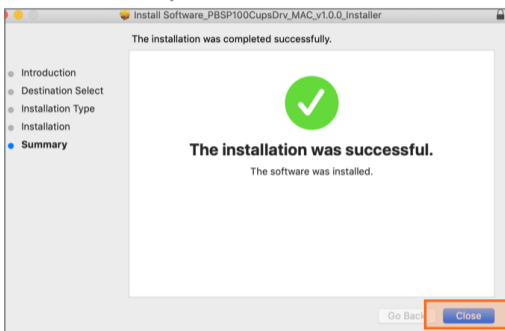 Install Software_PBSP100CupsDrv_MAC_v1.0.0_Installer
The installation was completed successfully.
Introduction
Destination Select
Installation Type
Installation
Summary
The installation was successful.
The software was installed.
Go Back
Close